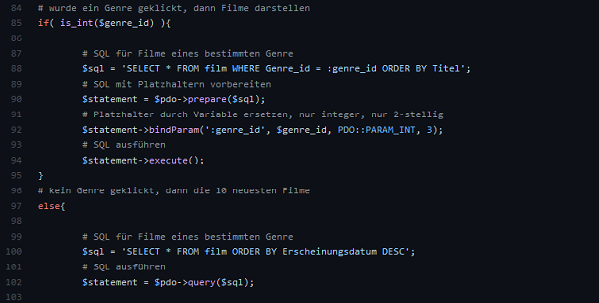 84 # wurde ein Genre geklickt, dann Filme darstellen
85 if( is_int($genre_id) ){
86
87 # SQL für Filme eines bestimmten Genre
88 $sql = 'SELECT * FROM film WHERE Genre_id = :genre_id ORDER BY Titel';
89 # SQL mit Platzhaltern vorbereiten
90 $statement = $pdo->prepare($sql);
91 # Platzhalter durch Variable ersetzen, nur integer, nur 2-stellig
92 $statement->bindParam(':genre_id', $genre_id, PDO::PARAM_INT, 3);
93 # SQL ausführen
94 $statement->execute();
95 }
96 # kein Genre geklickt, dann die 10 neuesten Filme
97 else{
98
99 # SQL für Filme eines bestimmten Genre
100 $sql = 'SELECT * FROM film ORDER BY Erscheinungsdatum DESC';
101 # SQL ausführen
102 $statement = $pdo->query($sql);
103